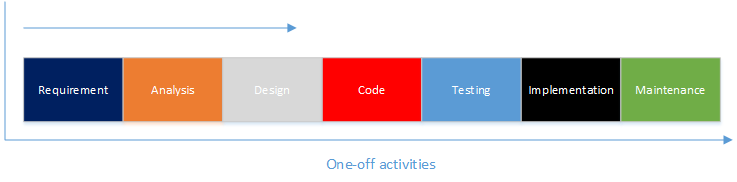 Requirement
Analysis
Design
Code
Testing
Implementation
Maintenance
One-off activities